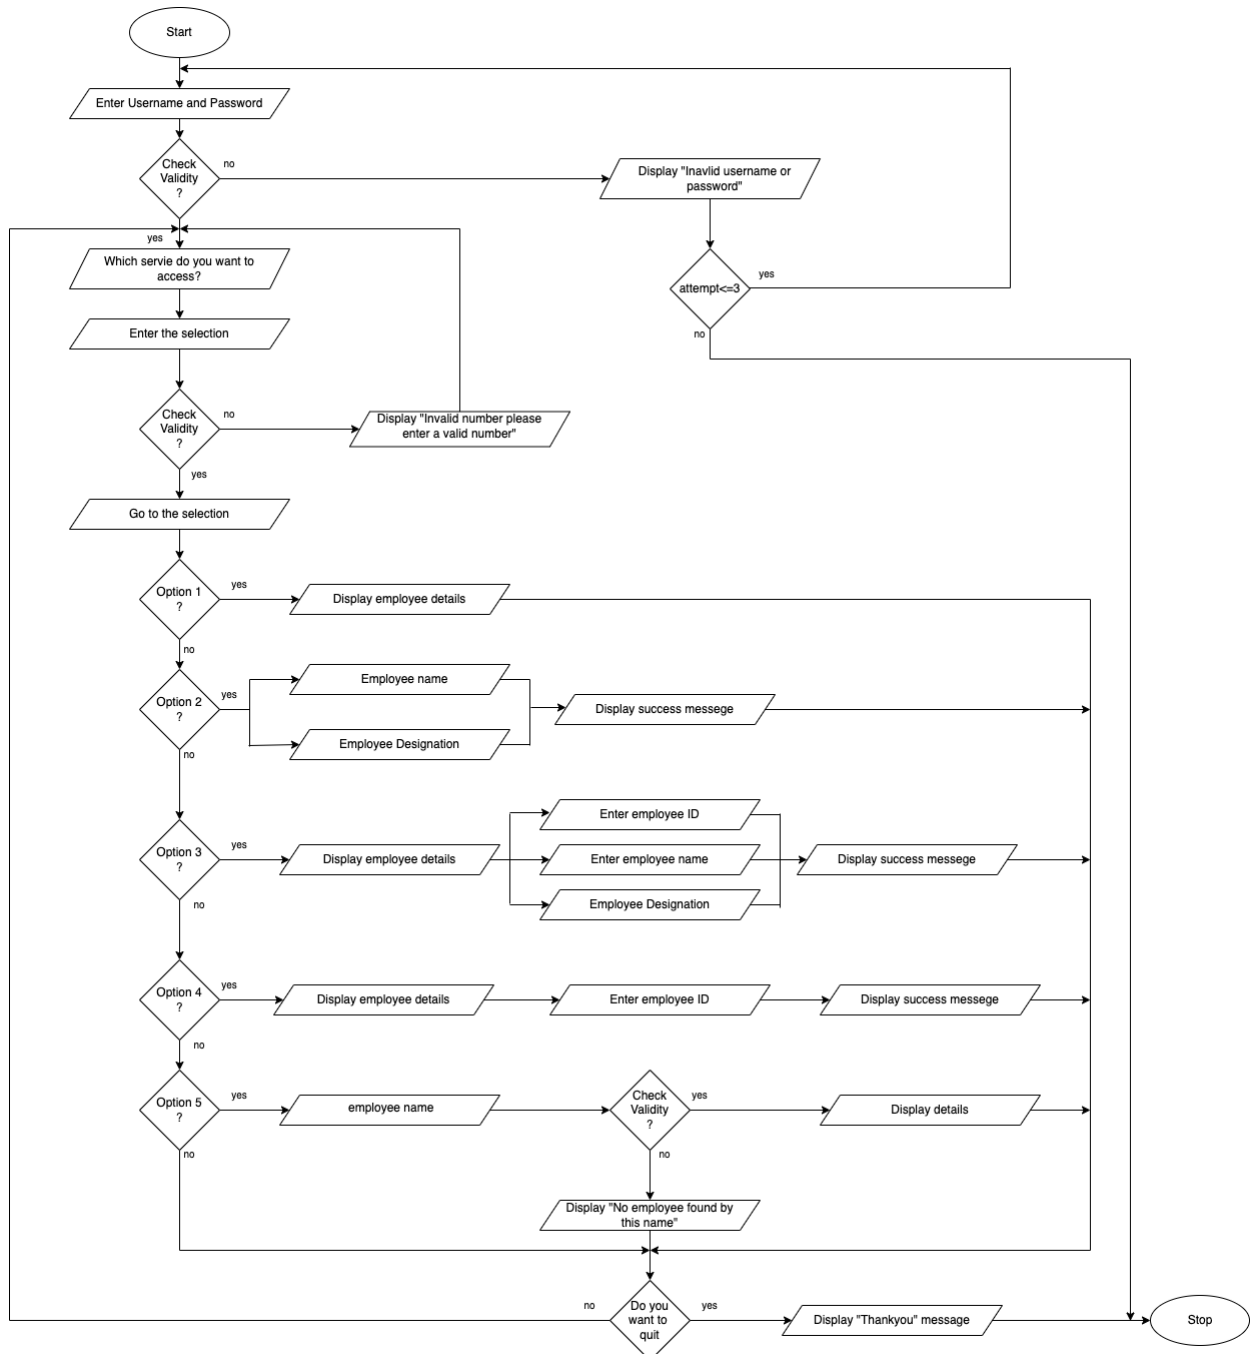 Start
Enter Username and Password
Check
Validity
?
no
Display "Inavlid username or
password"
yes
Which servie do you want to
access?
attempt<=3
yes
no
Enter the selection
Check
Validity
?
no
Display "Invalid number please
enter a valid number"
yes
Go to the selection
Option 1
?
yes
Display employee details
no
Option 2
?
yes
Employee name
Employee Designation
Display success messege
no
Option 3
?
yes
Display employee details
Enter employee ID
Enter employee name
Employee Designation
Display success messege
no
Option 4
?
yes
Display employee details
Enter employee ID
Display success messege
no
Option 5
?
yes
employee name
Check
Validity
?
yes
Display details
no
no
Display "No employee found by
this name"
no
Do you
want to
quit
yes
Display "Thankyou" message
Stop